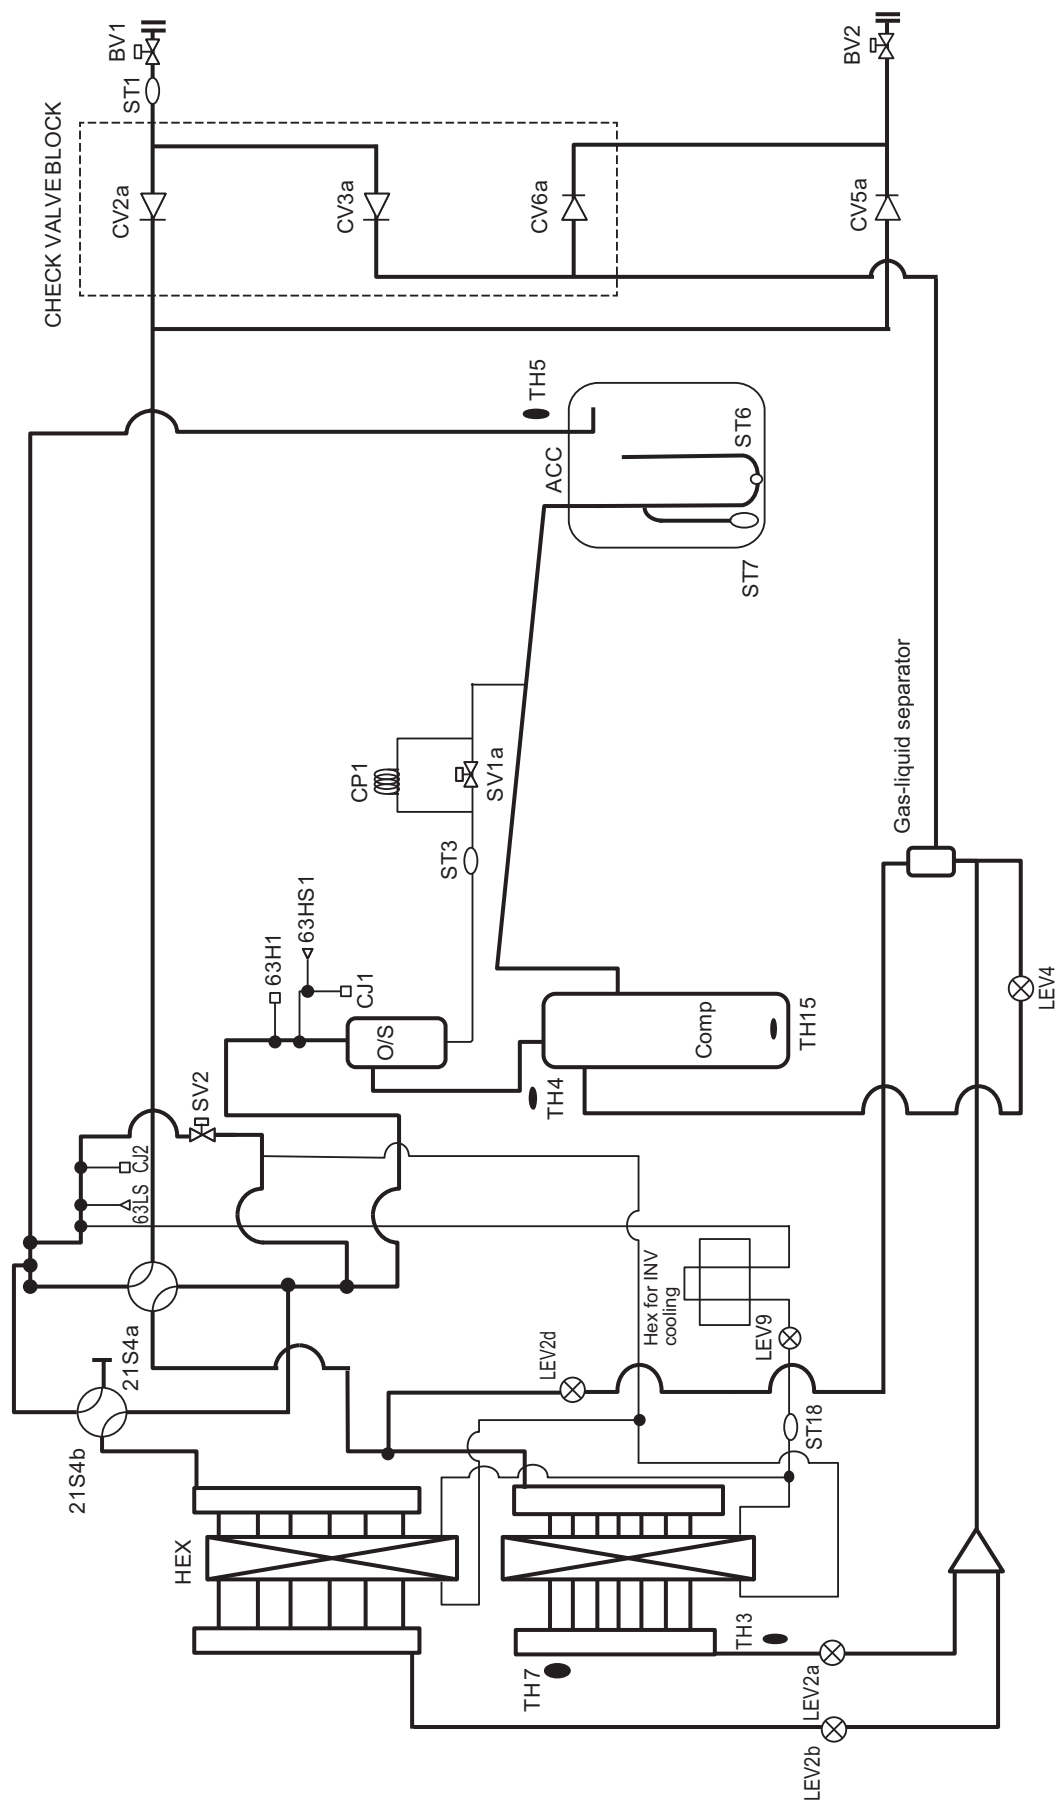 BV1
BV2
ST1
CHECK VALVE BLOCK
CV2a
CV3a
CV6a
CV5a
TH5
ACC
ST6
ST7
Gas-liquid separator
CP1
SV1a
ST3
63H1
63HS1
CJ1
O/S
Comp
TH15
TH4
LEV4
SV2
CJ2
63LS
21S4a
21S4b
Hex for INV
cooling
LEV9
LEV2d
ST18
HEX
TH7
TH3
LEV2a
LEV2b